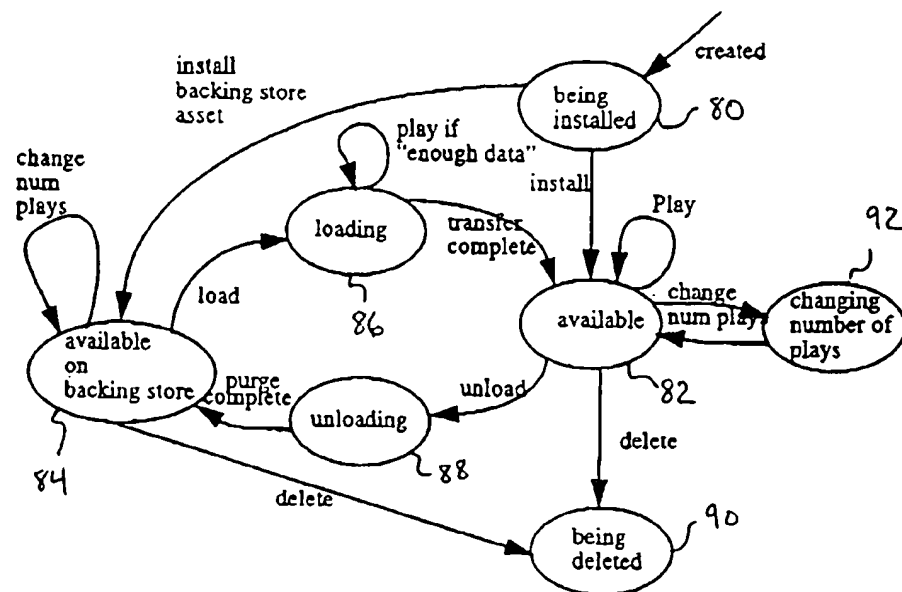 created
install
backing store
asset
being
installed
80
play if
"enough data"
change
num
plays
install
Play
92
loading
transfer
complete
load
86
available
change
num plays
changing
number of
plays
available
on
backing store
purge
complete
unload
82
unloading
84
88
delete
delete
90
being
deleted